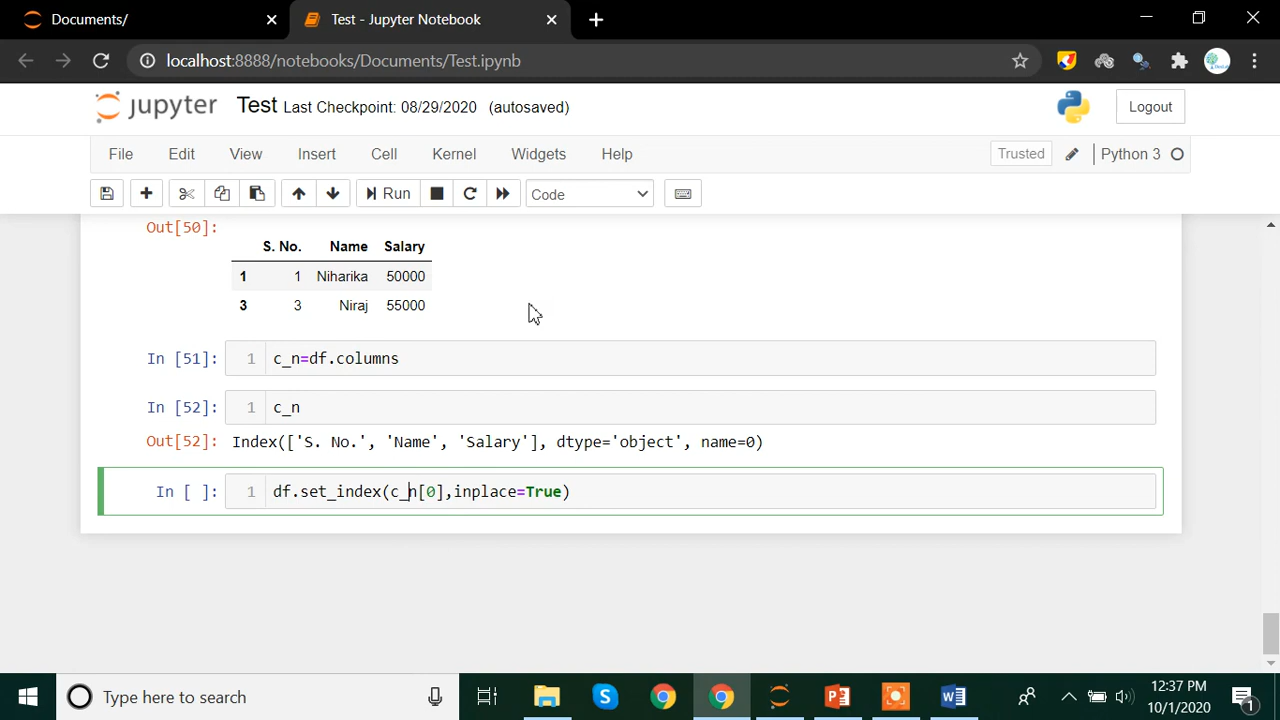 Documents/
Test - Jupyter Notebook
localhost:8888/notebooks/Documents/Test.ipynb
jupyter Test Last Checkpoint: 08/29/2020 (autosaved)
Logout
File Edit View Insert Cell Kernel Widgets Help
Trusted
Python 3
Run
Code
Out[50]:
S. No. Name Salary
1 1 Niharika 50000
3 3 Niraj 55000
In [51]: 1 c_n=df.columns
In [52]: 1 c_n
Out[52]: Index(['S. No.', 'Name', 'Salary'], dtype='object', name=0)
In [ ]: 1 df.set_index(c_n[0],inplace=True)
Type here to search
12:37 PM
10/1/2020
1